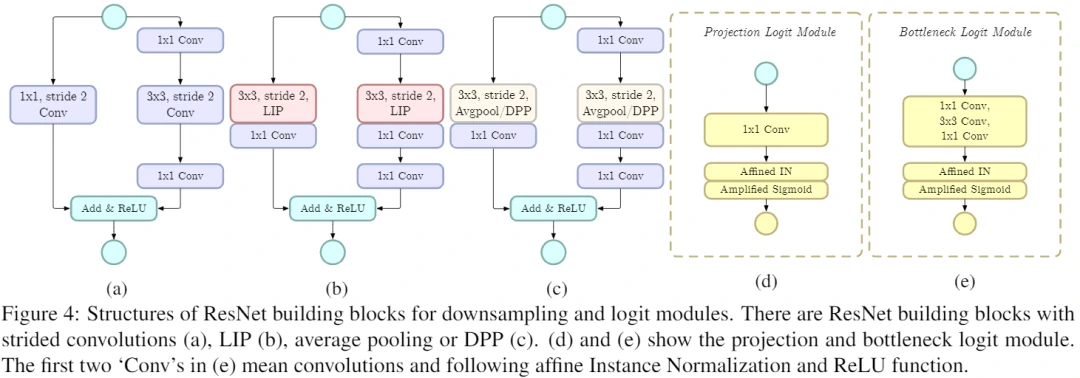 1x1 Conv
1x1, stride 2
Conv
3x3, stride 2
Conv
1x1 Conv
Add & ReLU
(a)
1x1 Conv
3x3, stride 2,
LIP
1x1 Conv
3x3, stride 2,
LIP
1x1 Conv
1x1 Conv
Add & ReLU
(b)
1x1 Conv
3x3, stride 2,
Avgpool/DPP
1x1 Conv
3x3, stride 2,
Avgpool/DPP
1x1 Conv
1x1 Conv
Add & ReLU
(c)
Projection Logit Module
1x1 Conv
Affined IN
Amplified Sigmoid
(d)
Bottleneck Logit Module
1x1 Conv,
3x3 Conv,
1x1 Conv
Affined IN
Amplified Sigmoid
(e)
Figure 4: Structures of ResNet building blocks for downsampling and logit modules. There are ResNet building blocks with
strided convolutions (a), LIP (b), average pooling or DPP (c). (d) and (e) show the projection and bottleneck logit module.
The first two ‘Conv’s in (e) mean convolutions and following affine Instance Normalization and ReLU function.